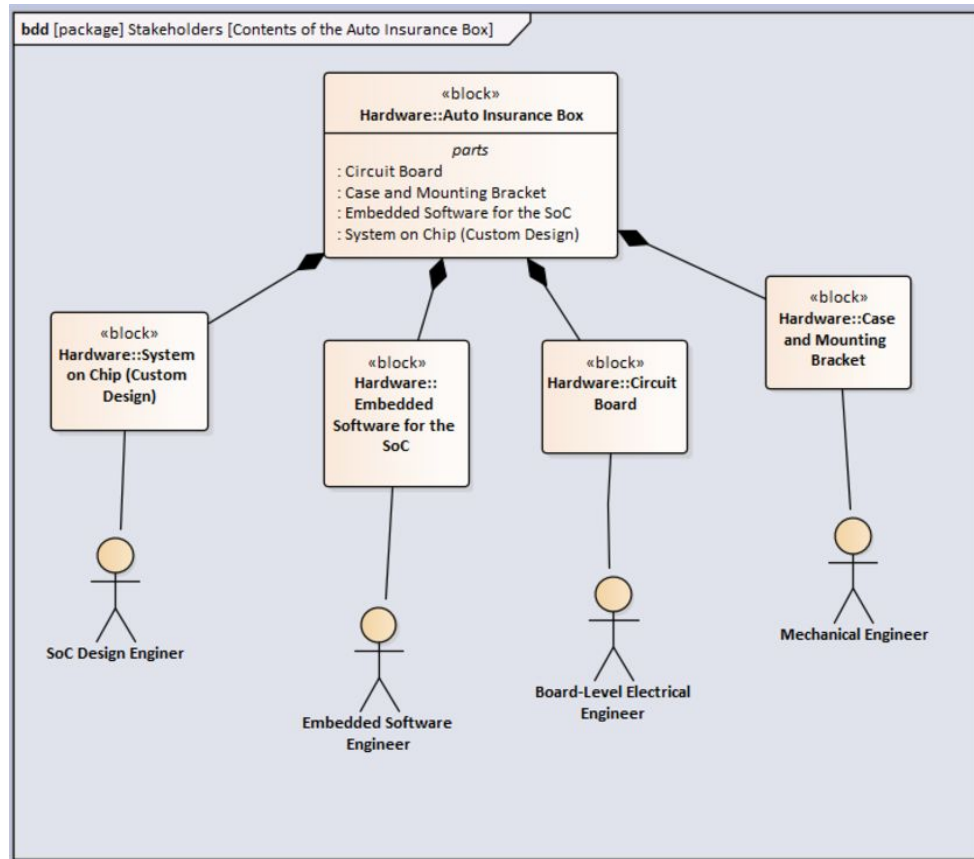 bdd [package] Stakeholders [Contents of the Auto Insurance Box]
«block»
Hardware::Auto Insurance Box
parts
: Circuit Board
: Case and Mounting Bracket
: Embedded Software for the SoC
: System on Chip (Custom Design)
«block»
Hardware::System
on Chip (Custom
Design)
«block»
Hardware::
Embedded
Software for the
SoC
«block»
Hardware::Circuit
Board
«block»
Hardware::Case
and Mounting
Bracket
SoC Design Enginer
Embedded Software
Engineer
Board-Level Electrical
Engineer
Mechanical Engineer